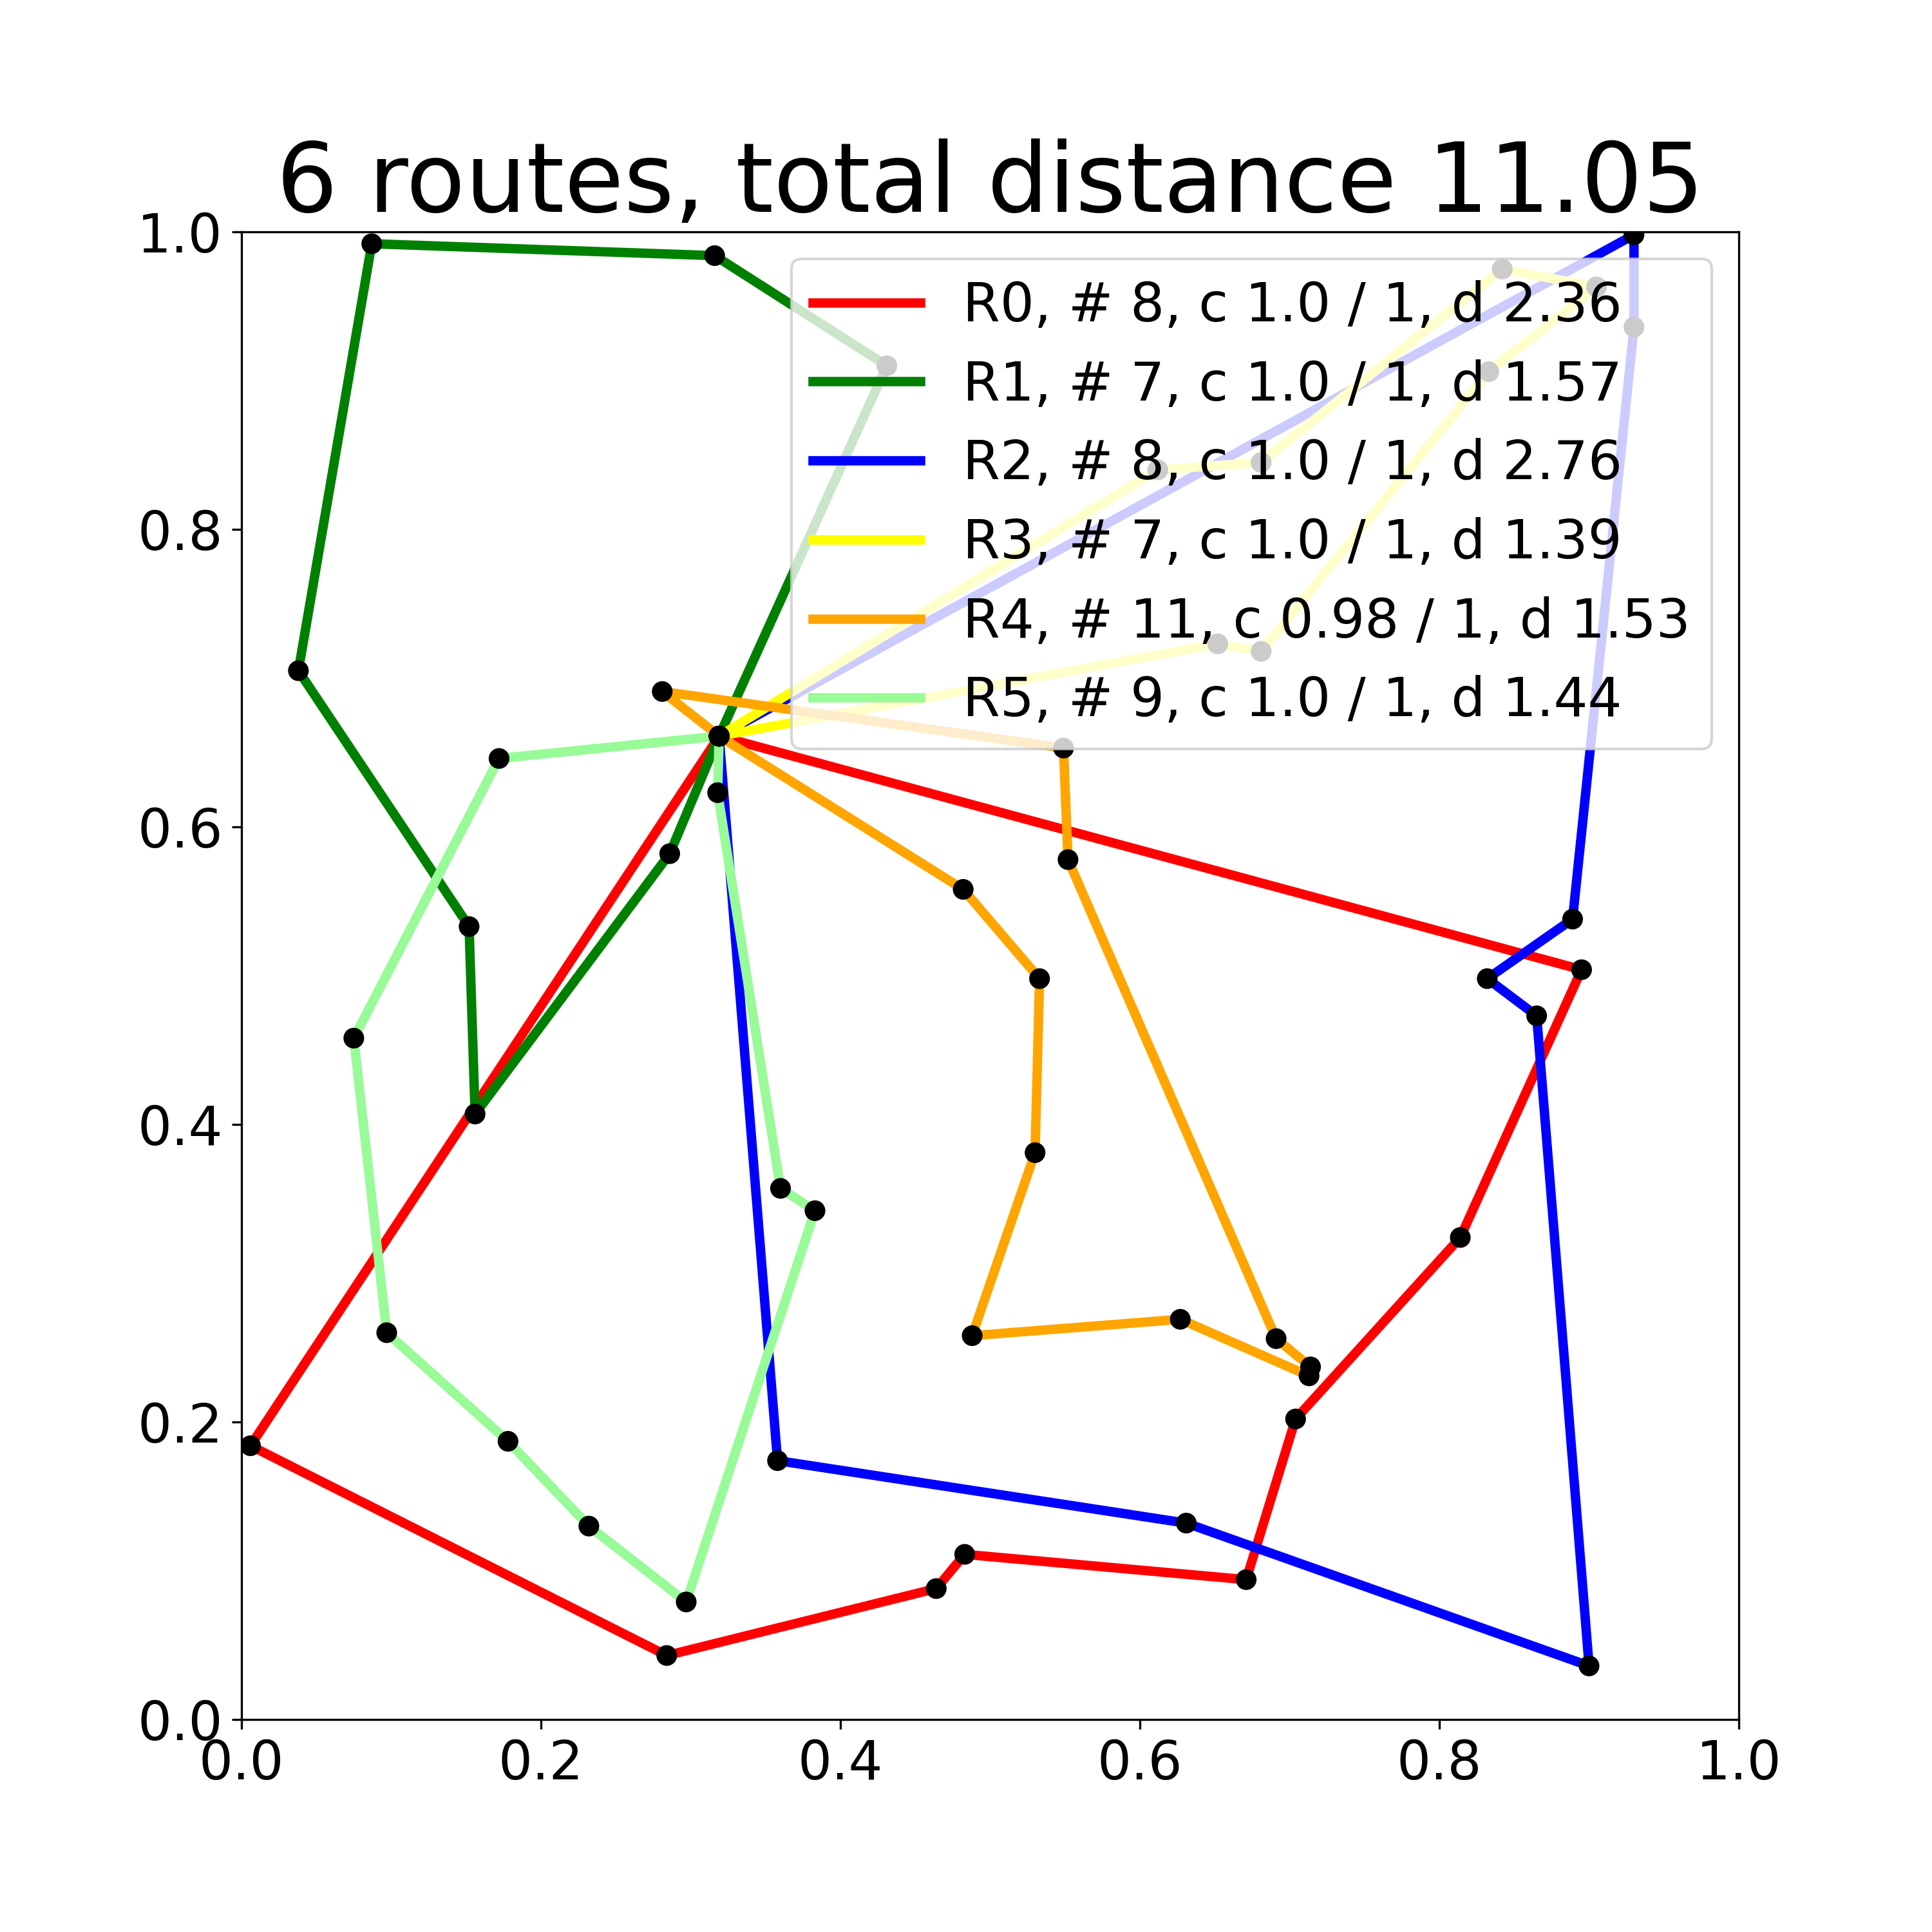 6 routes, total distance 11.05
1.0
0.8
0.6
0.4
0.2
0.0
R0, # 8, c 1.0 / 1, d 2.36
R1, # 7, c 1.0 / 1, d 1.57
R2, # 8, c 1.0 / 1, d 2.76
R3, # 7, c 1.0 / 1, d 1.39
R4, # 11, c 0.98 / 1, d 1.53
R5, # 9, c 1.0 / 1, d 1.44
0.0 0.2 0.4 0.6 0.8 1.0